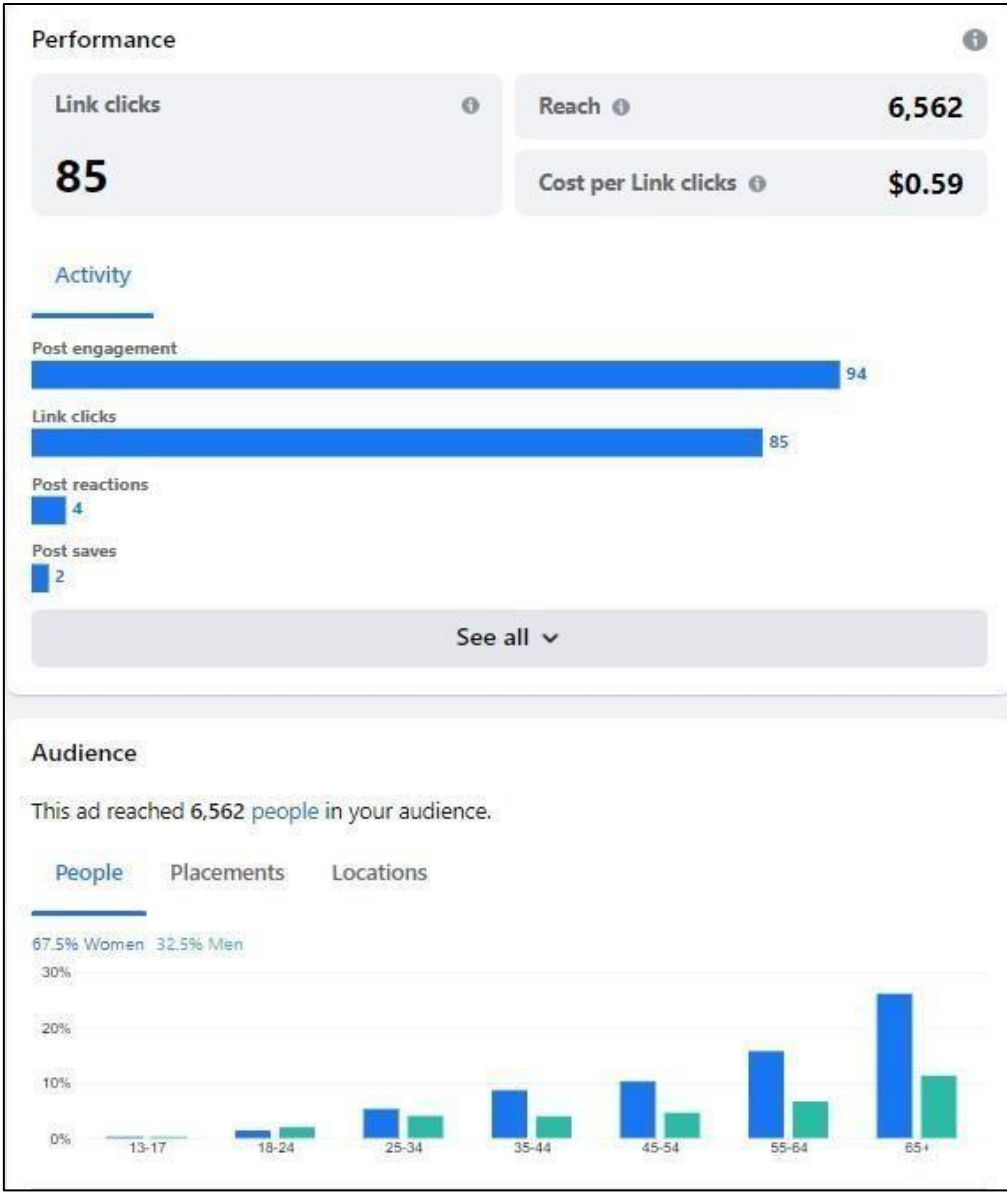 Performance
Link clicks
85
Reach 6,562
Cost per Link clicks $0.59
Activity
Post engagement
94
Link clicks
85
Post reactions
4
Post saves
2
See all
Audience
This ad reached 6,562 people in your audience.
People Placements Locations
67.5% Women 32.5% Men
30%
20%
10%
0%
13-17 18-24 25-34 35-44 45-54 55-64 65+